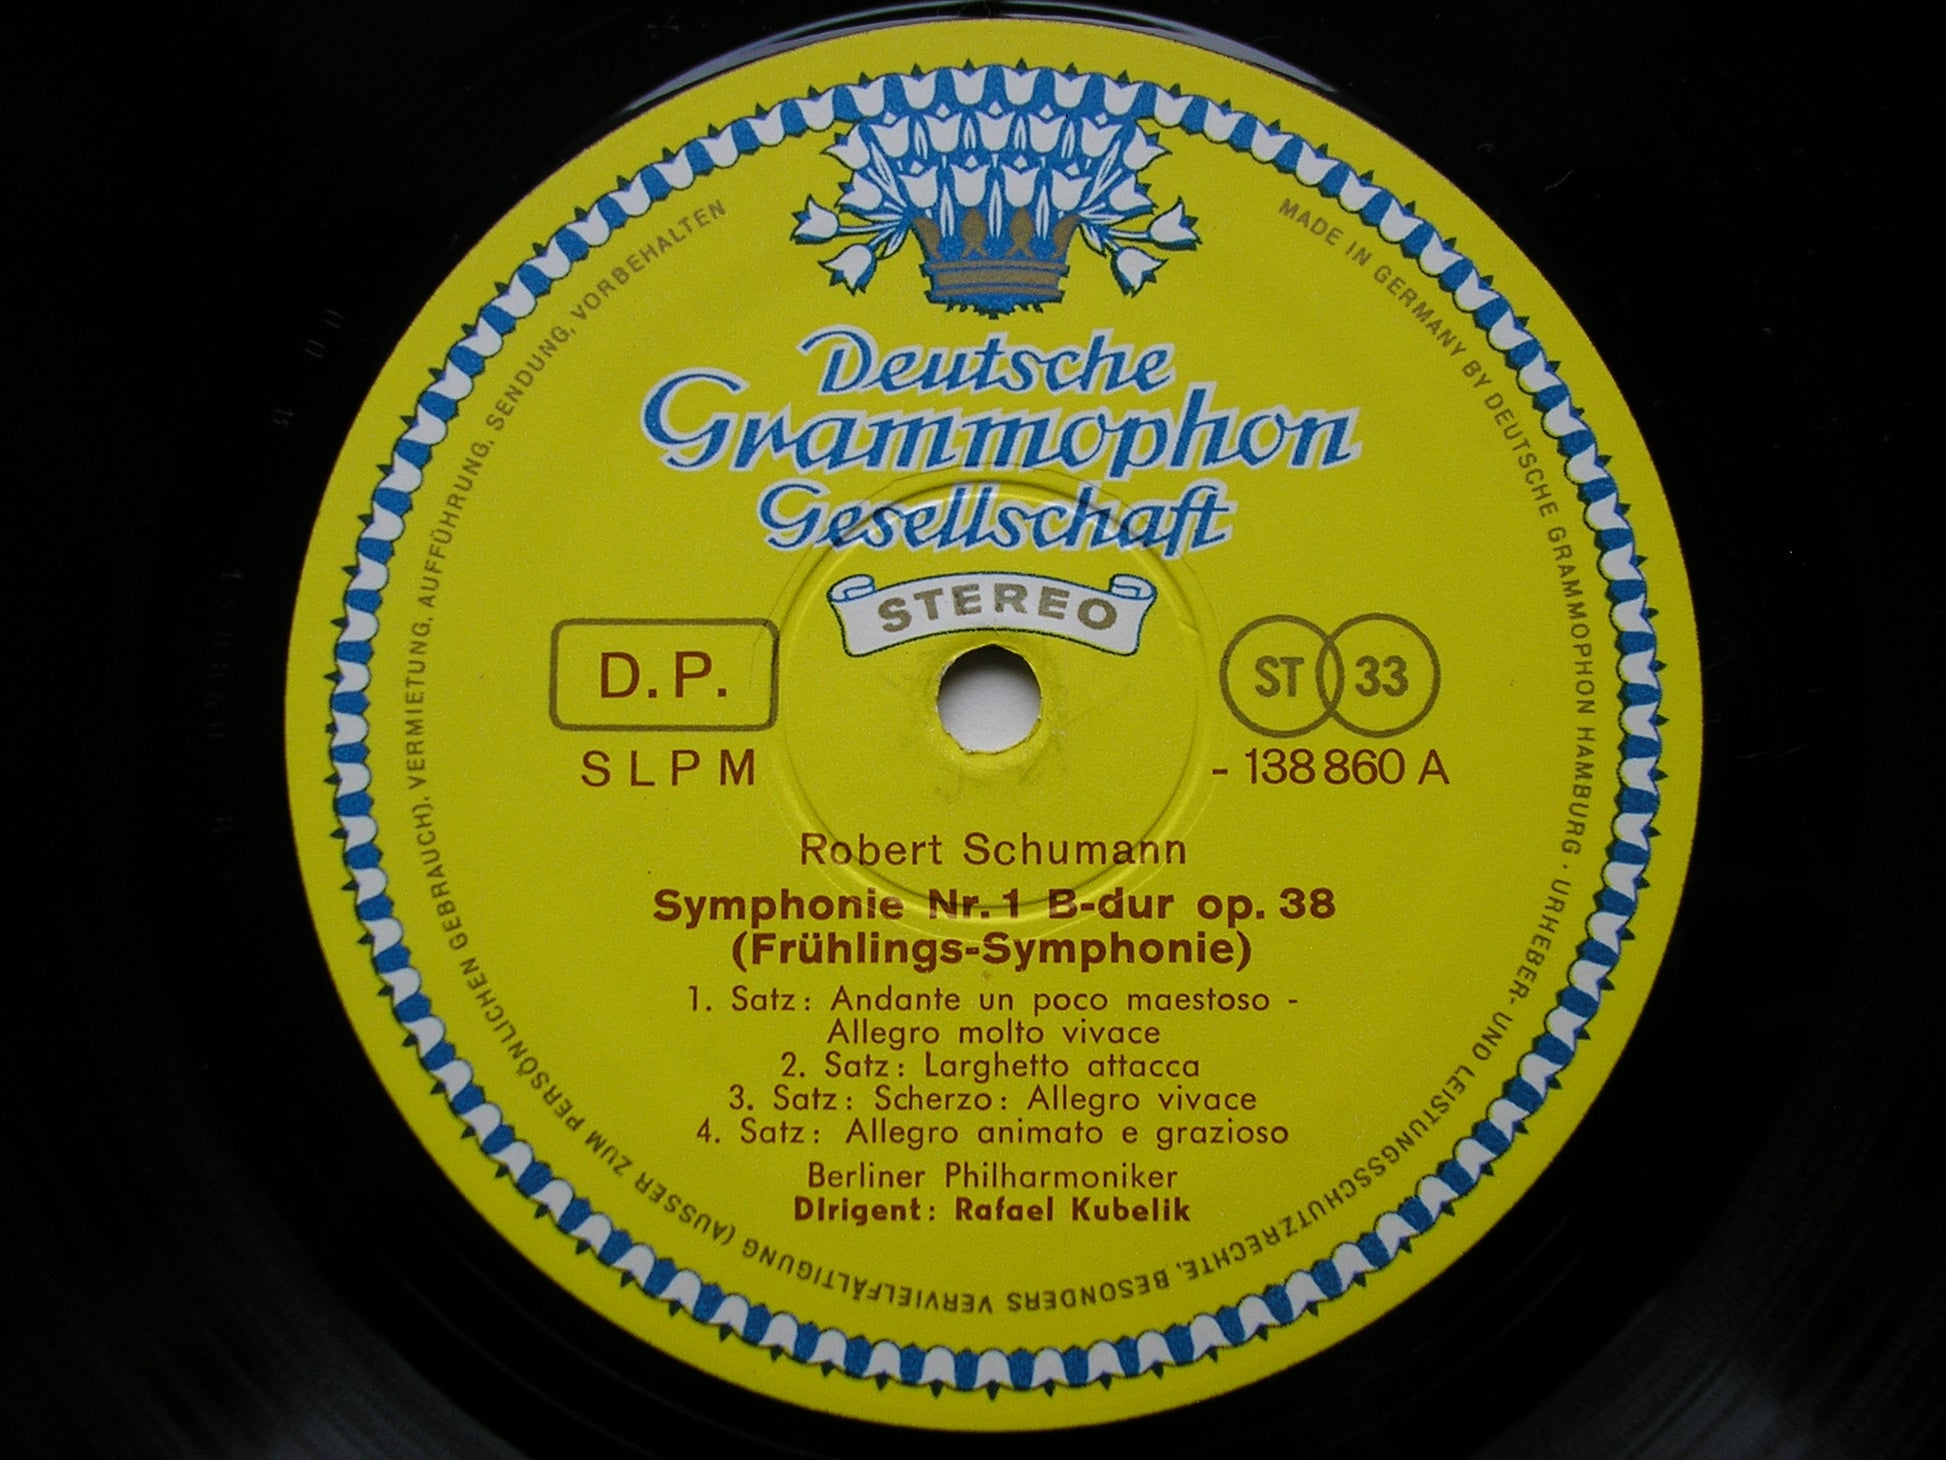 Deutsche
Grammophon
Gesellschaft
STEREO
D.P.
ST 33
SLPM - 138 860 A
Robert Schumann
Symphonie Nr. 1 B-dur op. 38
(Frühlings-Symphonie)
1. Satz: Andante un poco maestoso -
Allegro molto vivace
2. Satz: Larghetto attacca
3. Satz: Scherzo: Allegro vivace
4. Satz: Allegro animato e grazioso
Berliner Philharmoniker
DIrigent: Rafael Kubelik
MADE IN GERMANY BY DEUTSCHE GRAMMOPHON HAMBURG · URHEBER- UND LEISTUNGSSCHUTZRECHTE, BESONDERS VERVIELFÄLTIGUNG (AUSSER ZUM PERSÖNLICHEN GEBRAUCH), VERMIETUNG, AUFFÜHRUNG, SENDUNG, VORBEHALTEN